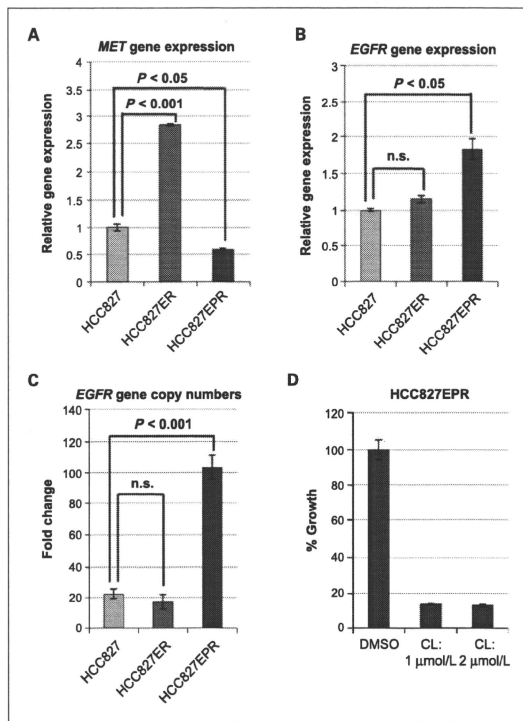 A
MET gene expression
Relative gene expression
4
3.5
3
2.5
2
1.5
1
0.5
0
P < 0.05
P < 0.001
HCC827
HCC827ER
HCC827EPR
B
EGFR gene expression
Relative gene expression
3
2.5
2
1.5
1
0.5
0
P < 0.05
n.s.
HCC827
HCC827ER
HCC827EPR
C
EGFR gene copy numbers
Fold change
140
120
100
80
60
40
20
0
P < 0.001
n.s.
HCC827
HCC827ER
HCC827EPR
D
HCC827EPR
% Growth
120
100
80
60
40
20
0
DMSO
CL:
1 μmol/L
CL:
2 μmol/L